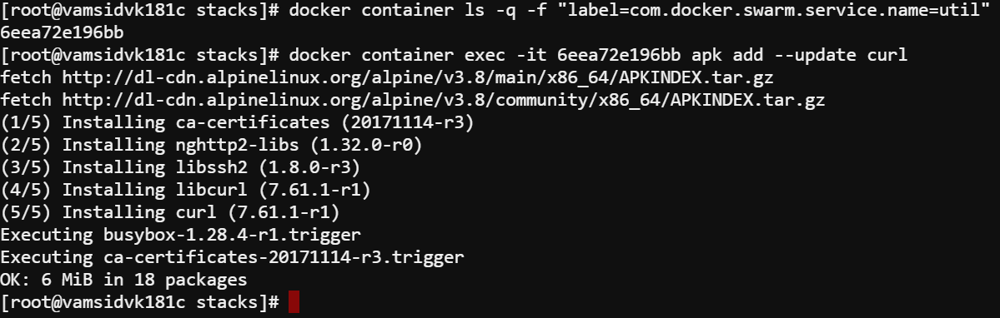 [root@vamsidvk181c stacks]# docker container ls -q -f "label=com.docker.swarm.service.name=util"
6eea72e196bb
[root@vamsidvk181c stacks]# docker container exec -it 6eea72e196bb apk add --update curl
fetch http://dl-cdn.alpinelinux.org/alpine/v3.8/main/x86_64/APKINDEX.tar.gz
fetch http://dl-cdn.alpinelinux.org/alpine/v3.8/community/x86_64/APKINDEX.tar.gz
(1/5) Installing ca-certificates (20171114-r3)
(2/5) Installing nghttp2-libs (1.32.0-r0)
(3/5) Installing libssh2 (1.8.0-r3)
(4/5) Installing libcurl (7.61.1-r1)
(5/5) Installing curl (7.61.1-r1)
Executing busybox-1.28.4-r1.trigger
Executing ca-certificates-20171114-r3.trigger
OK: 6 MiB in 18 packages
[root@vamsidvk181c stacks]#